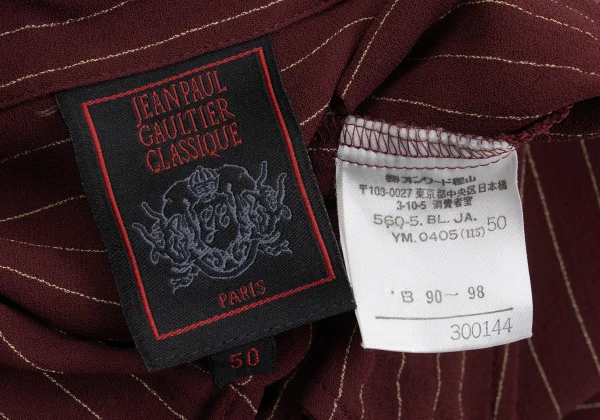 JEAN PAUL
GAULTIER
CLASSIQUE
PARIS
50
㈱オンワード樫山
〒103-0027 東京都中央区日本橋
3-10-5 消費者室
560-5. BL. JA.
YM. 0405 (115) 50
90〜98
300144